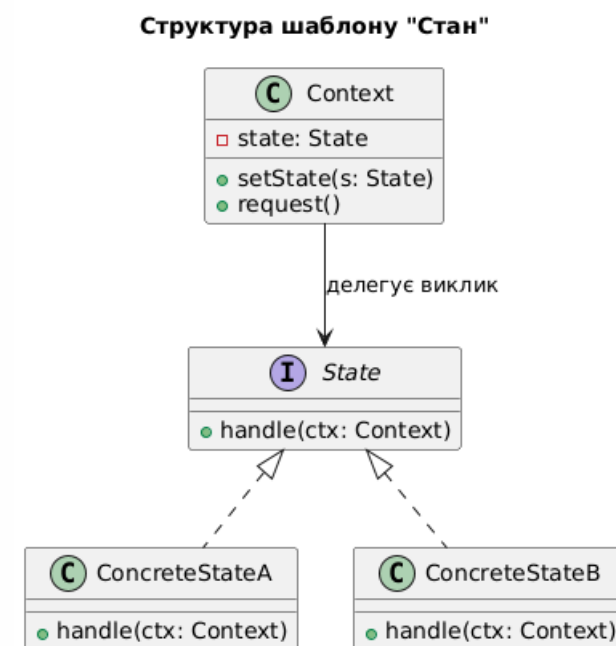 Структура шаблону "Стан"
C Context
state: State
setState(s: State)
request()
делегує виклик
I State
handle(ctx: Context)
C ConcreteStateA
C ConcreteStateB
handle(ctx: Context)
handle(ctx: Context)